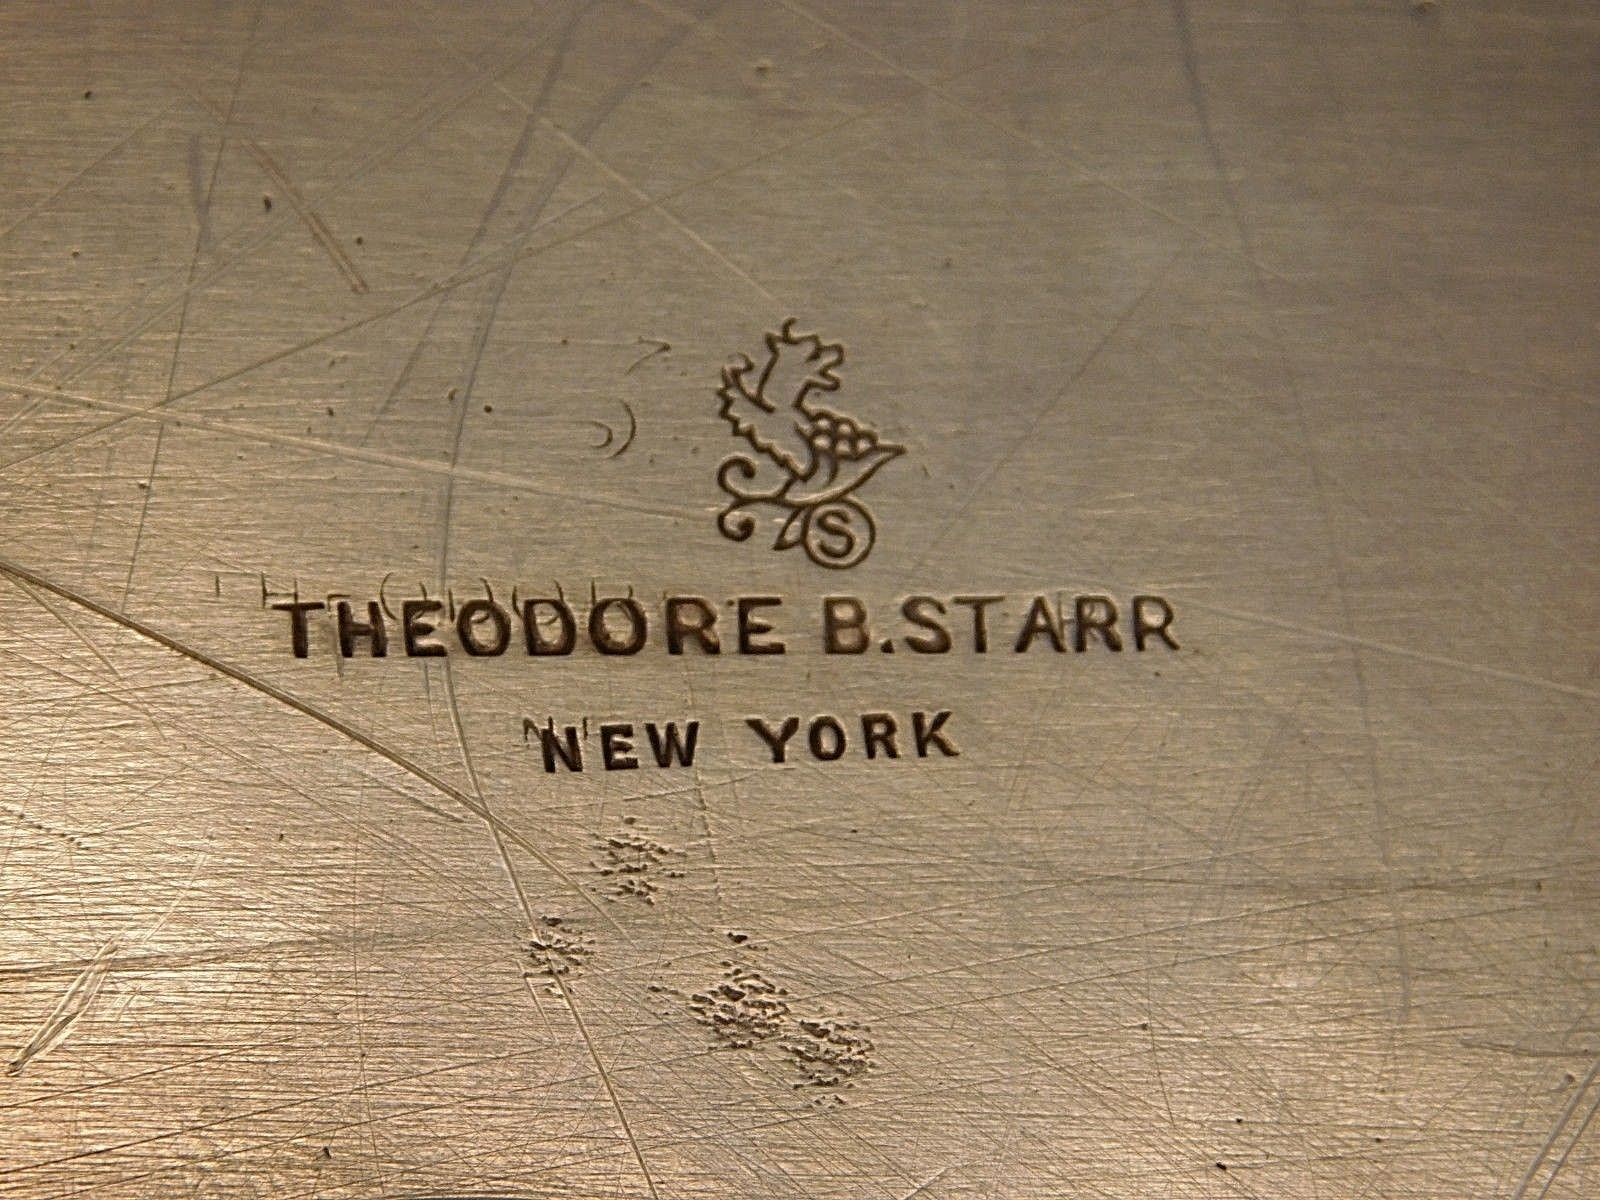 S
THEODORE B. STARR
NEW YORK